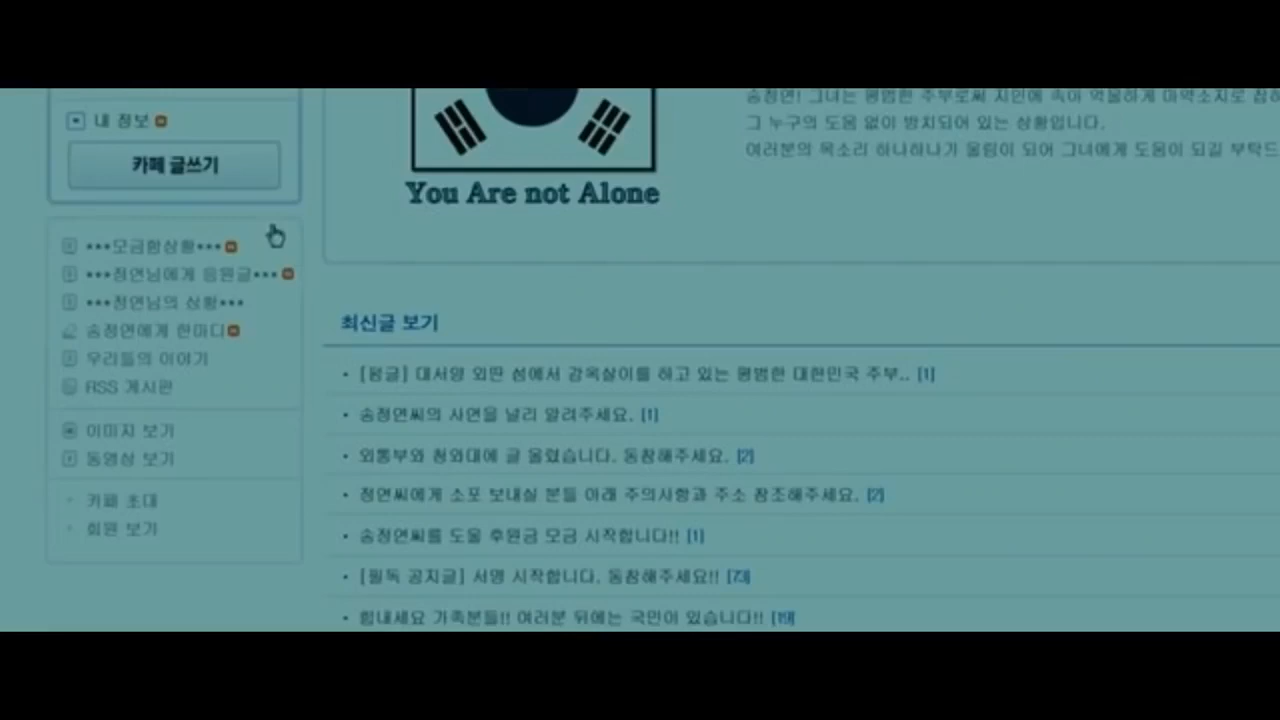 송정연! 그녀는 평범한 주부로써 지인에 속아 억울하게 마약소지로
내 정보
그 누구의 도움 없이 방치되어 있는 상황입니다.
카페 글쓰기
여러분의 목소리 하나하나가 울림이 되어 그녀에게 도움이 되길
You Are not Alone
***모금함상황***
***정연님에게 응원글***
***정연님의 상황***
송정연에게 한마디
우리들의 이야기
RSS 게시판
이미지 보기
동영상 보기
카페 초대
회원 보기
최신글 보기
• [펌글] 대서양 외딴 섬에서 감옥살이를 하고 있는 평범한 대한민국 주부.. [1]
• 송정연씨의 사연을 널리 알려주세요. [1]
• 외통부와 청와대에 글 올렸습니다. 동참해주세요. [2]
• 정연씨에게 소포 보내실 분들 아래 주의사항과 주소 참조해주세요. [2]
• 송정연씨를 도울 후원금 모금 시작합니다!! [1]
• [필독 공지글] 서명 시작합니다. 동참해주세요!! [73]
• 힘내세요 가족분들!! 여러분 뒤에는 국민이 있습니다!! [19]